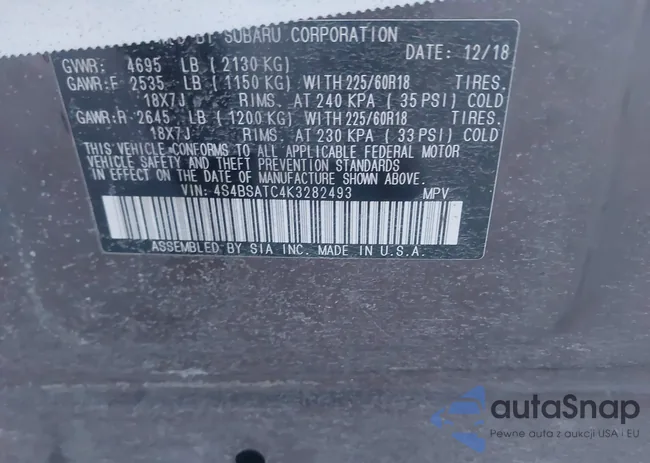 BY SUBARU CORPORATION
DATE: 12/18
GVWR: 4695 LB ( 2130 KG)
GAWR:F 2535 LB ( 1150 KG) WITH 225/60R18 TIRES.
18X7J RIMS. AT 240 KPA ( 35 PSI) COLD
GAWR:R 2645 LB ( 1200 KG) WITH 225/60R18 TIRES.
18X7J RIMS. AT 230 KPA ( 33 PSI) COLD
THIS VEHICLE CONFORMS TO ALL APPLICABLE FEDERAL MOTOR
VEHICLE SAFETY AND THEFT PREVENTION STANDARDS
IN EFFECT ON THE DATE OF MANUFACTURE SHOWN ABOVE.
VIN: 4S4BSATC4K3282493 MPV
ASSEMBLED BY SIA INC. MADE IN U.S.A.
autaSnap
Pewne auta z aukcji USA i EU